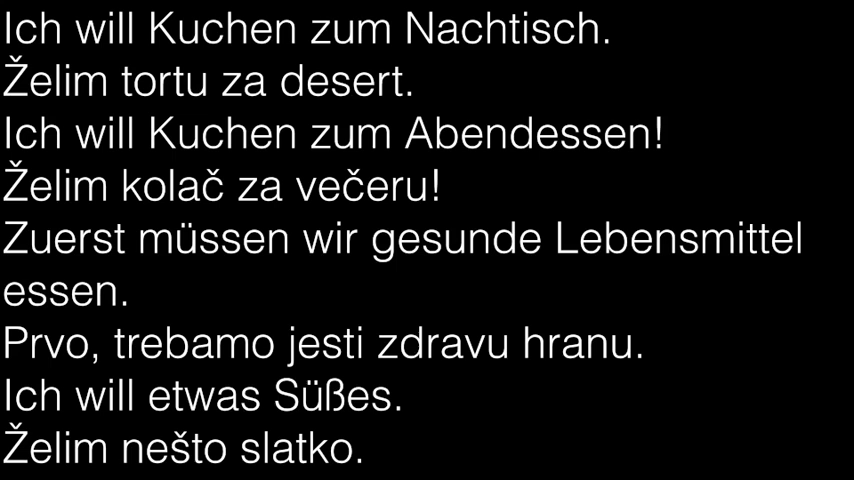 Ich will Kuchen zum Nachtisch.
Želim tortu za desert.
Ich will Kuchen zum Abendessen!
Želim kolač za večeru!
Zuerst müssen wir gesunde Lebensmittel
essen.
Prvo, trebamo jesti zdravu hranu.
Ich will etwas Süßes.
Želim nešto slatko.